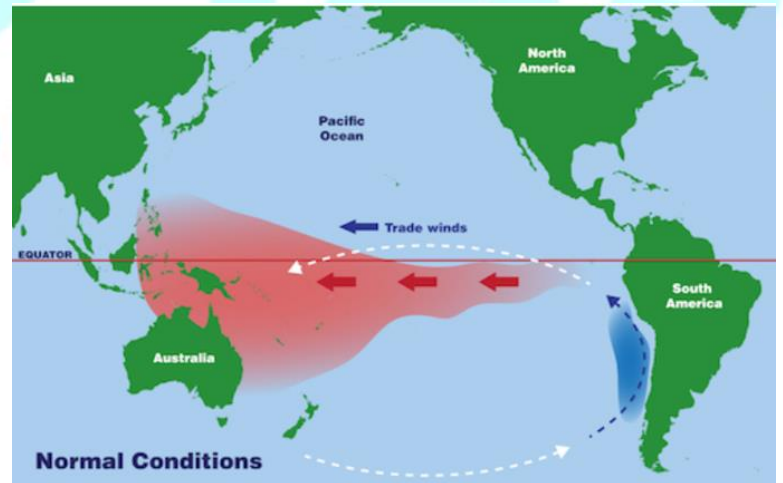 Asia
North
America
Pacific
Ocean
Trade winds
EQUATOR
South
America
Australia
Normal Conditions